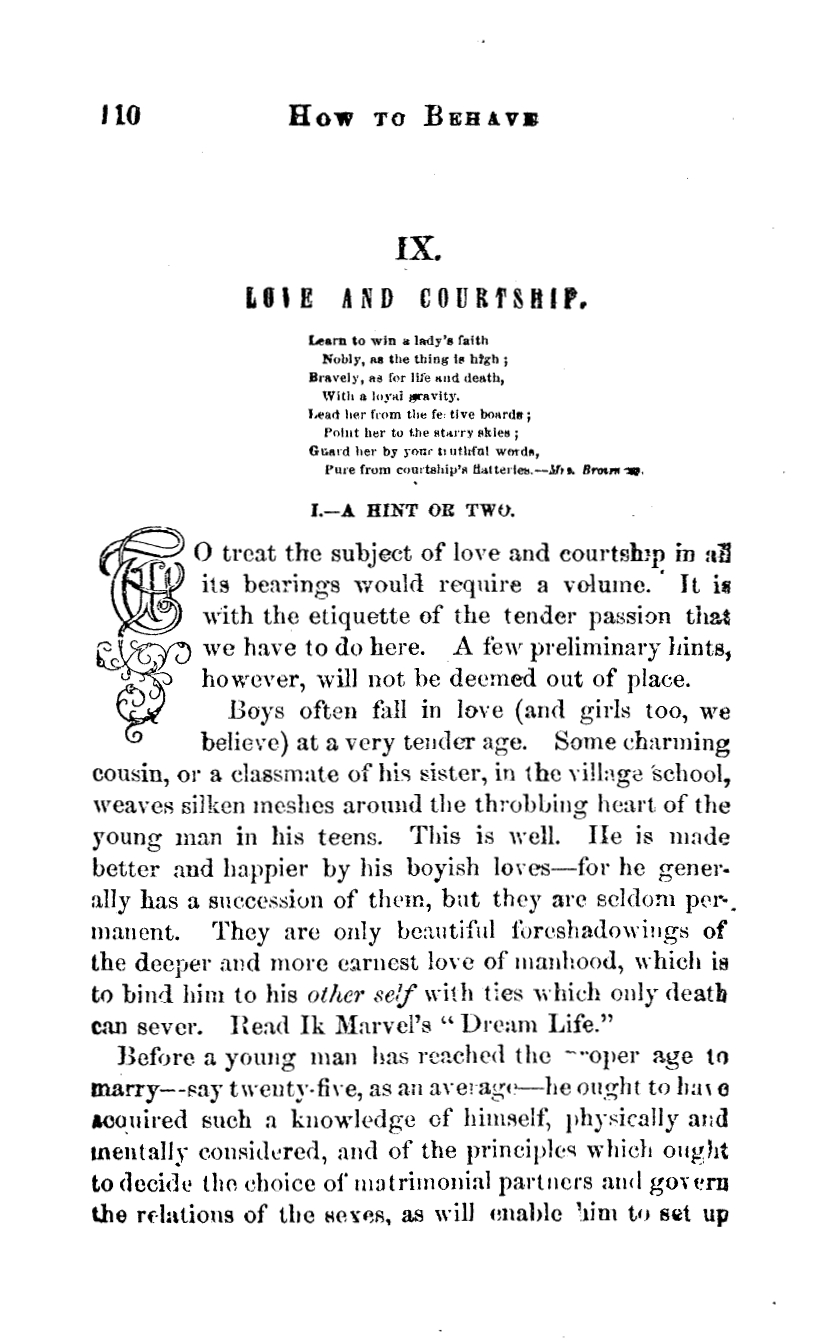 110 HOW TO BEHAVE
IX.
LOVE AND COURTSHIP.
Learn to win a lady's faith
Nobly, as the thing is high;
Bravely, as for life and death,
With a loyal gravity.
Lead her from the festive boards;
Point her to the starry skies;
Guard her by your truthful words,
Pure from courtship's flatteries.—Mrs. Browning.
I.—A HINT OR TWO.
TO treat the subject of love and courtship in all
its bearings would require a volume. It is
with the etiquette of the tender passion that
we have to do here. A few preliminary hints,
however, will not be deemed out of place.
Boys often fall in love (and girls too, we
believe) at a very tender age. Some charming
cousin, or a classmate of his sister, in the village school,
weaves silken meshes around the throbbing heart of the
young man in his teens. This is well. He is made
better and happier by his boyish loves—for he gener-
ally has a succession of them, but they are seldom per-
manent. They are only beautiful foreshadowings of
the deeper and more earnest love of manhood, which is
to bind him to his other self with ties which only death
can sever. Read Ik Marvel's "Dream Life."
Before a young man has reached the proper age to
marry—say twenty-five, as an average—he ought to have
acquired such a knowledge of himself, physically and
mentally considered, and of the principles which ought
to decide the choice of matrimonial partners and govern
the relations of the sexes, as will enable him to set up